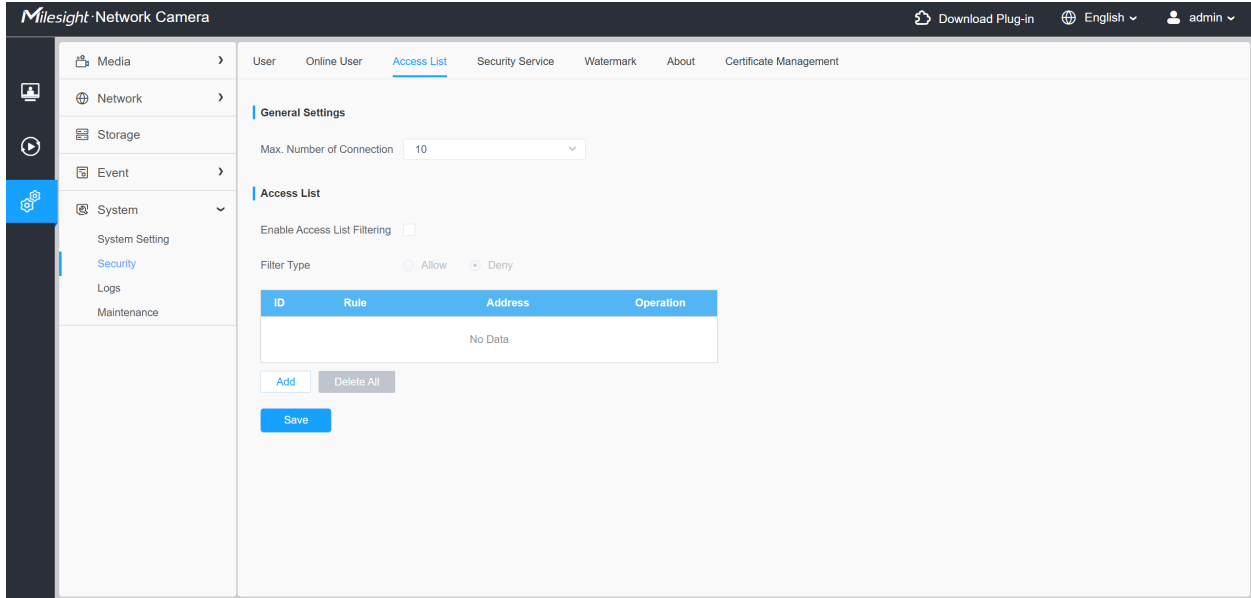 Milesight·Network Camera
Download Plug-in
English
admin
Media
Network
Storage
Event
System
System Setting
Security
Logs
Maintenance
User Online User Access List Security Service Watermark About Certificate Management
General Settings
Max. Number of Connection 10
Access List
Enable Access List Filtering
Filter Type Allow Deny
ID Rule Address Operation
No Data
Add Delete All
Save